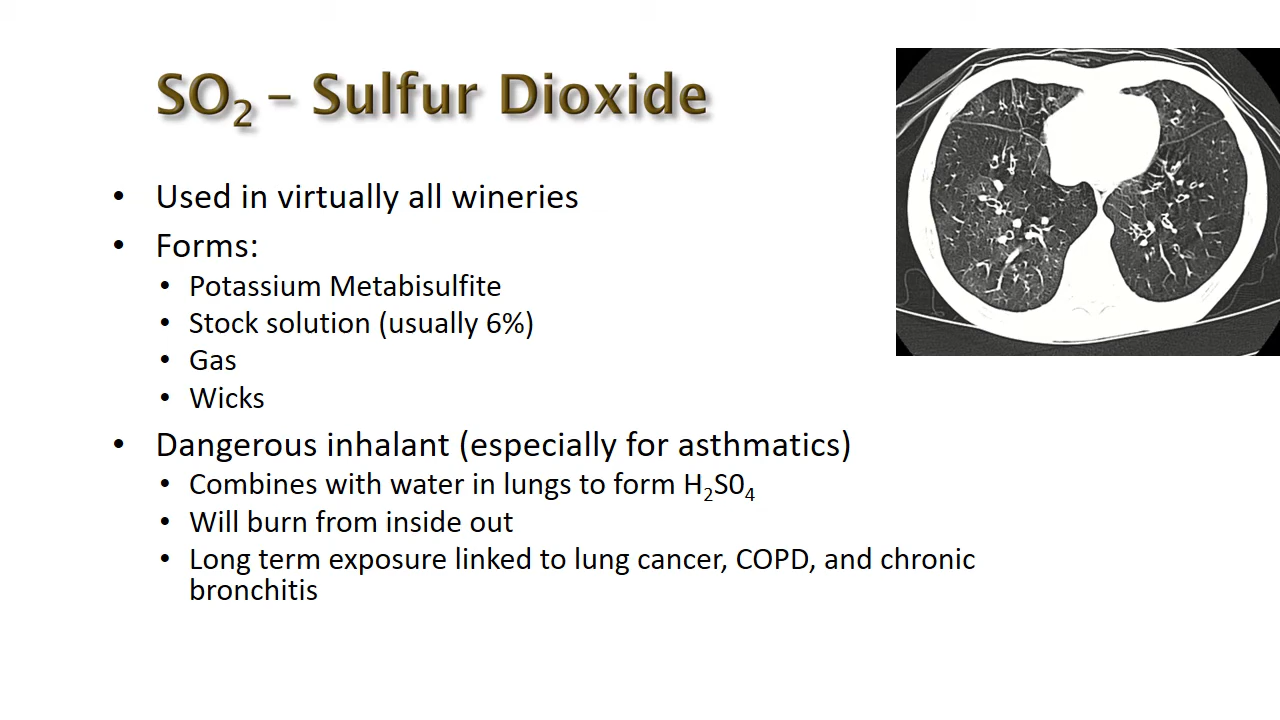 SO₂ – Sulfur Dioxide
• Used in virtually all wineries
• Forms:
• Potassium Metabisulfite
• Stock solution (usually 6%)
• Gas
• Wicks
• Dangerous inhalant (especially for asthmatics)
• Combines with water in lungs to form H₂S0₄
• Will burn from inside out
• Long term exposure linked to lung cancer, COPD, and chronic
bronchitis